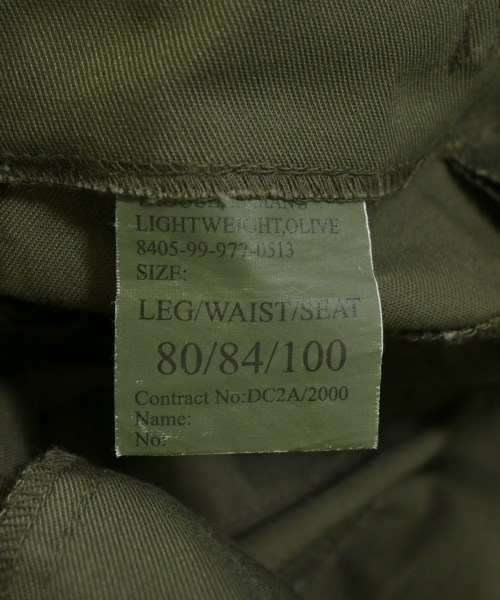 LIGHTWEIGHT,OLIVE
8405-99-977-0513
SIZE:
LEG/WAIST/SEAT
80/84/100
Contract No:DC2A/2000
Name:
No: